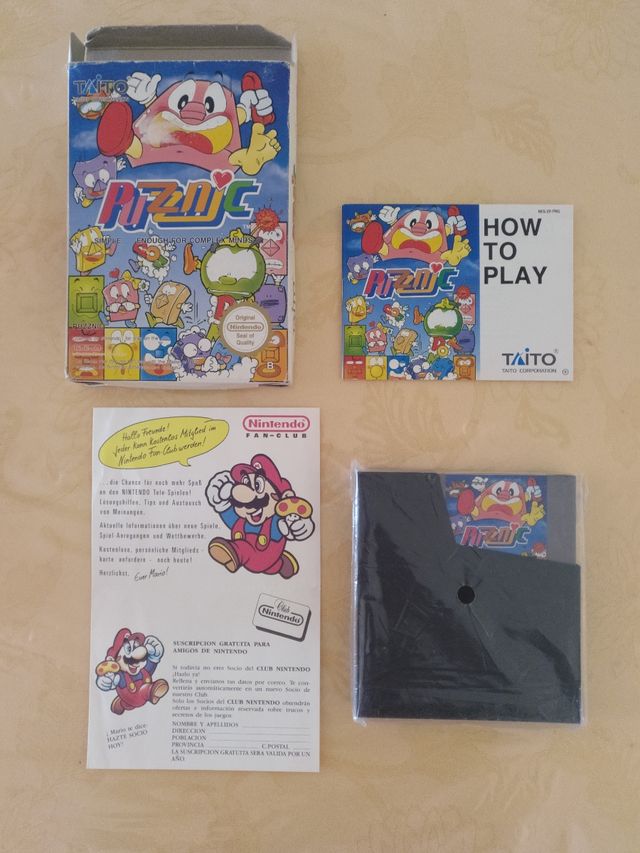 TAITO
PUZZNIC
SIMPLE ENOUGH FOR COMPLEX MINDS
Original
Nintendo
Seal of
Quality
B
PUZZNIC
HOW
TO
PLAY
TAITO
TAITO CORPORATION
Hallo Freunde!
Jeder kann kostenlos Mitglied im
Nintendo Fan-Club werden!
Nintendo
FAN-CLUB
...die Chance für noch mehr Spaß
an den NINTENDO Tele-Spielen!
Lösungshilfen, Tips und Austausch
von Meinungen.
Aktuelle Informationen über neue Spiele,
Spiel-Anregungen und Wettbewerbe.
Kostenlose, persönliche Mitglieds-
karte anfordern - noch heute!
Herzlichst, Euer Mario!
Club
Nintendo
SUSCRIPCION GRATUITA PARA
AMIGOS DE NINTENDO
Si todavía no eres Socio del CLUB NINTENDO
¡Hazlo ya!
Rellena y envíanos tus datos por correo. Te con-
vertirás automáticamente en un nuevo Socio de
nuestro Club.
Solo los Socios del CLUB NINTENDO obtendrán
ofertas e información reservada sobre trucos y
secretos de los juegos.
NOMBRE Y APELLIDOS
DIRECCION
POBLACION
PROVINCIA C.POSTAL
LA SUSCRIPCION GRATUITA SERA VALIDA POR UN
AÑO.
¡Mario te dice-
HAZTE SOCIO
HOY!
PUZZNIC